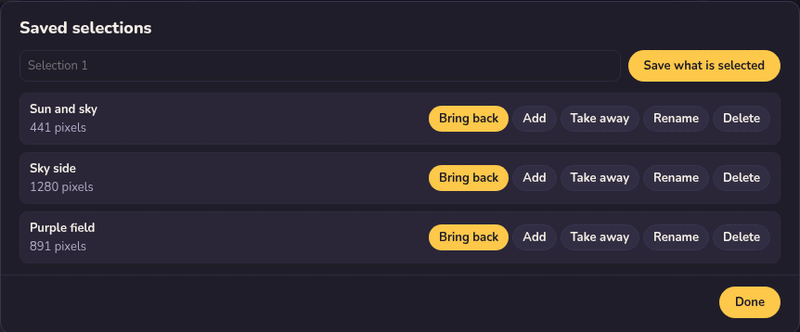 Saved selections
Selection 1
Save what is selected
Sun and sky
441 pixels
Bring back
Add
Take away
Rename
Delete
Sky side
1280 pixels
Bring back
Add
Take away
Rename
Delete
Purple field
891 pixels
Bring back
Add
Take away
Rename
Delete
Done